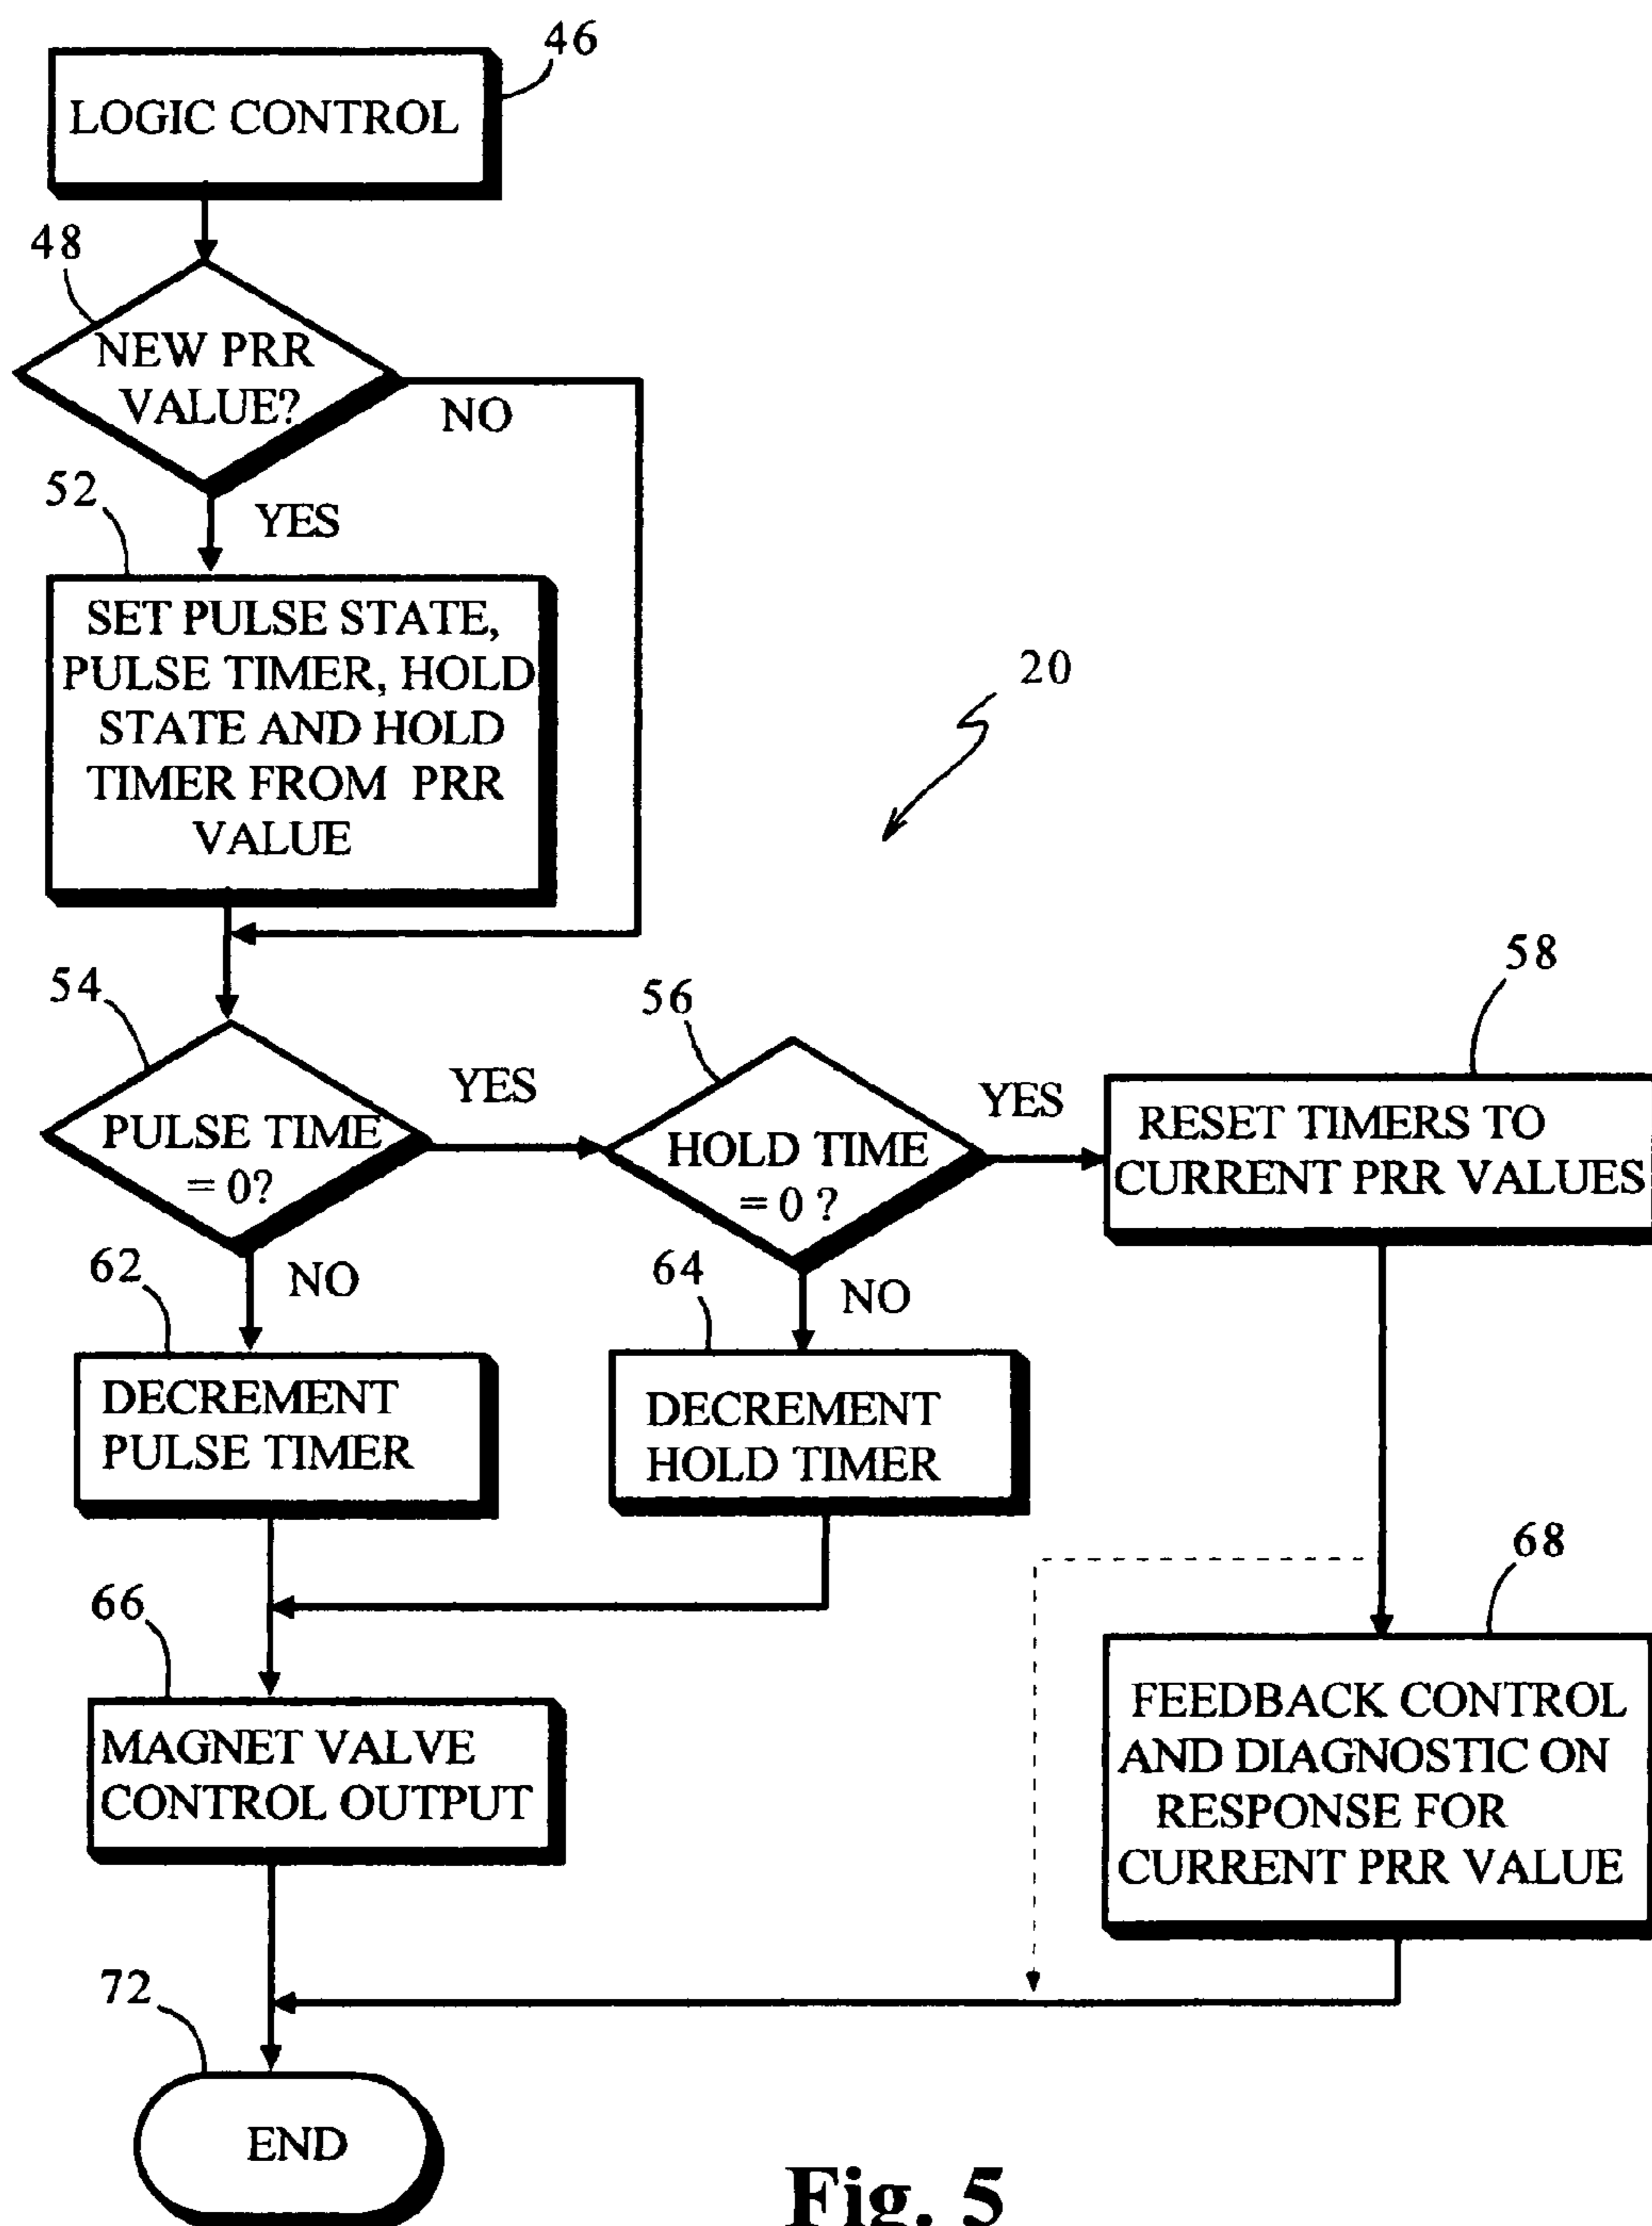 46
LOGIC CONTROL
48
NEW PRR
VALUE?
NO
YES
52
SET PULSE STATE,
PULSE TIMER, HOLD
STATE AND HOLD
TIMER FROM PRR
VALUE
20
54
PULSE TIME
= 0?
YES
56
HOLD TIME
= 0 ?
YES
58
RESET TIMERS TO
CURRENT PRR VALUES
62
NO
64
NO
DECREMENT
PULSE TIMER
DECREMENT
HOLD TIMER
66
MAGNET VALVE
CONTROL OUTPUT
68
FEEDBACK CONTROL
AND DIAGNOSTIC ON
RESPONSE FOR
CURRENT PRR VALUE
72
END
Fig. 5